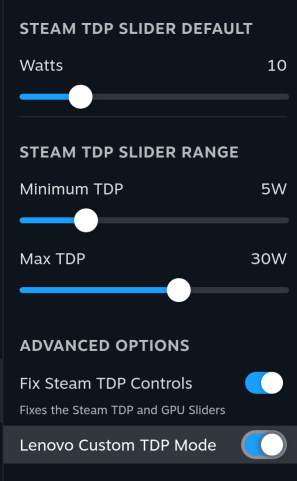 STEAM TDP SLIDER DEFAULT
Watts 10
STEAM TDP SLIDER RANGE
Minimum TDP 5W
Max TDP 30W
ADVANCED OPTIONS
Fix Steam TDP Controls
Fixes the Steam TDP and GPU Sliders
Lenovo Custom TDP Mode